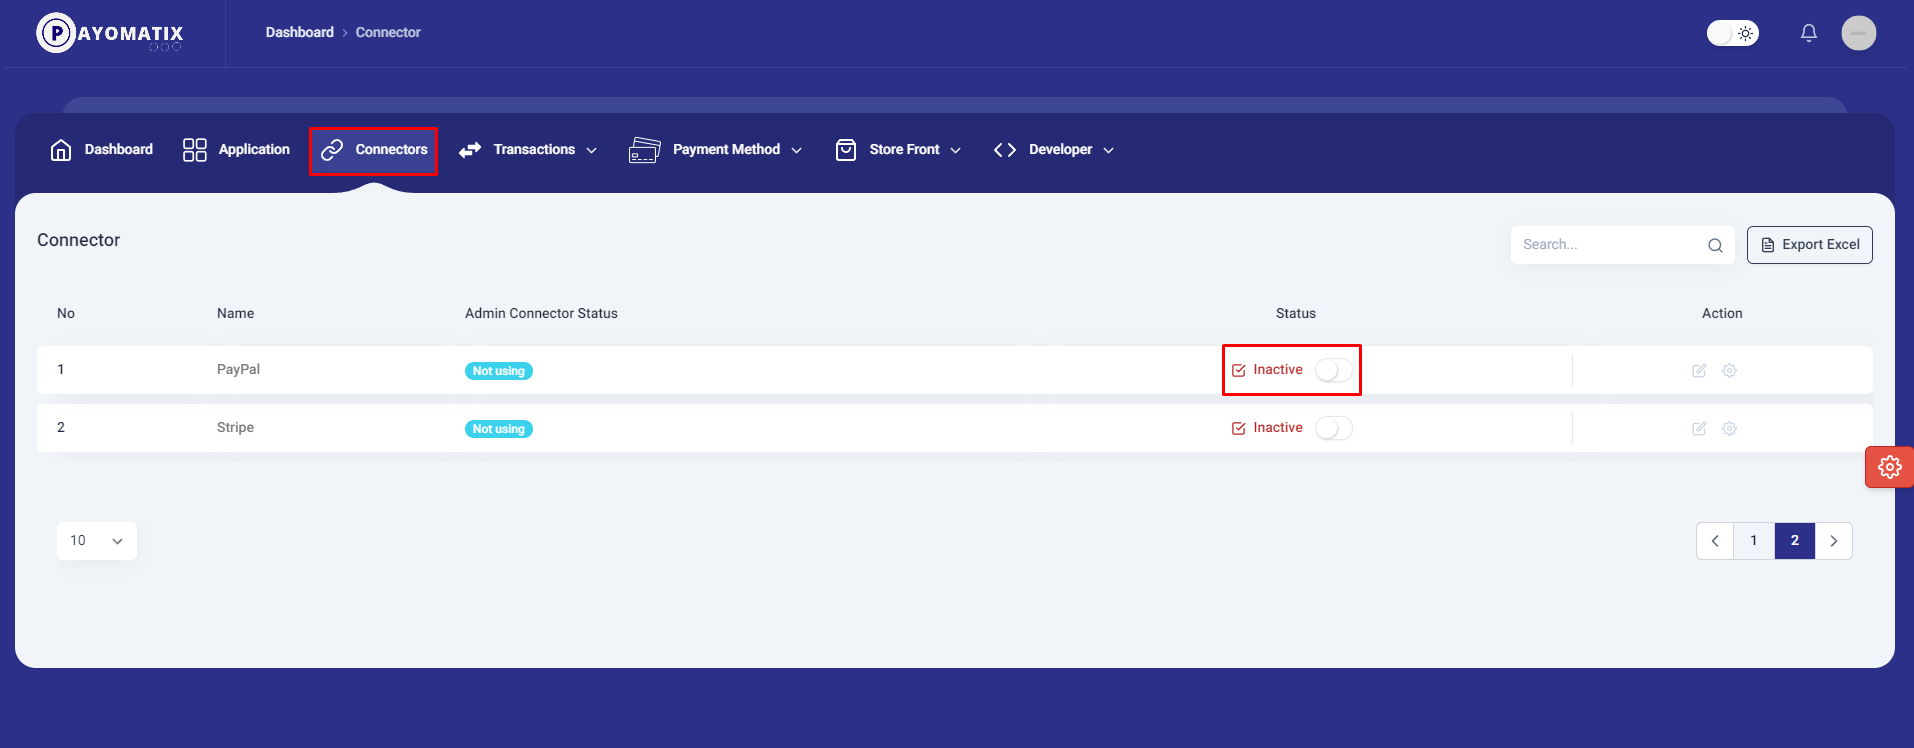 PAYOMATIX
Dashboard > Connector
Dashboard Application Connectors Transactions Payment Method Store Front Developer
Connector
Search...
Export Excel
No Name Admin Connector Status Status Action
1 PayPal Not using Inactive
2 Stripe Not using Inactive
10
1 2